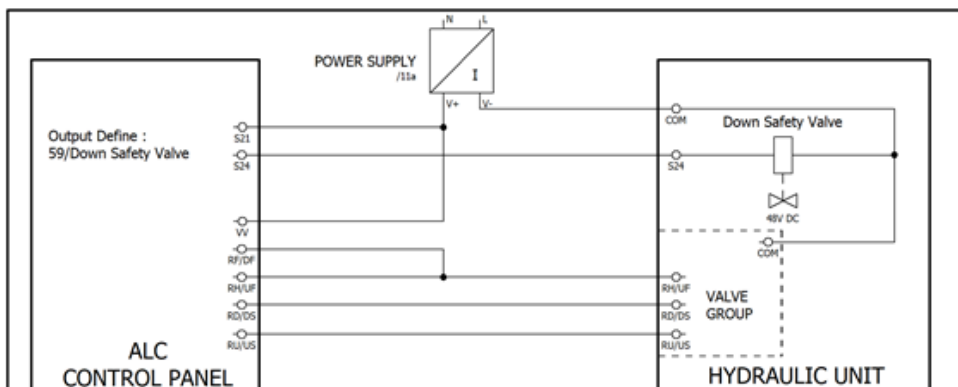 N L
POWER SUPPLY
/11a
I
V+ V-
Output Define :
59/Down Safety Valve
S21
S24
VV
RF/DF
RH/UF
RD/DS
RU/US
ALC
CONTROL PANEL
COM
Down Safety Valve
S24
48V DC
COM
RH/UF
RD/DS
RU/US
VALVE
GROUP
HYDRAULIC UNIT